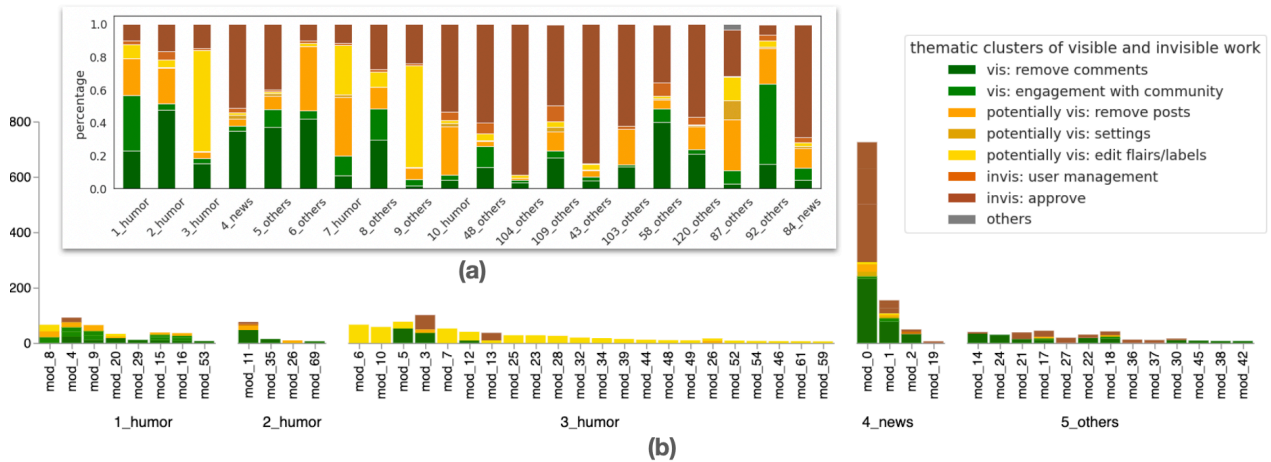 1.0
0.8
0.6
0.4
0.2
0.0
percentage
1_humor
2_humor
3_humor
4_news
5_others
6_others
7_humor
8_others
9_others
10_humor
48_others
104_others
109_others
43_others
103_others
58_others
120_others
87_others
92_others
84_news
(a)
thematic clusters of visible and invisible work
vis: remove comments
vis: engagement with community
potentially vis: remove posts
potentially vis: settings
potentially vis: edit flairs/labels
invis: user management
invis: approve
others
800
600
400
200
0
mod_8
mod_4
mod_9
mod_20
mod_29
mod_15
mod_16
mod_53
mod_11
mod_35
mod_26
mod_69
mod_6
mod_10
mod_5
mod_3
mod_7
mod_12
mod_13
mod_25
mod_23
mod_28
mod_32
mod_34
mod_39
mod_44
mod_48
mod_49
mod_26
mod_52
mod_54
mod_46
mod_61
mod_59
mod_0
mod_1
mod_2
mod_19
mod_14
mod_24
mod_21
mod_17
mod_27
mod_22
mod_18
mod_36
mod_37
mod_30
mod_45
mod_38
mod_42
1_humor
2_humor
3_humor
4_news
5_others
(b)